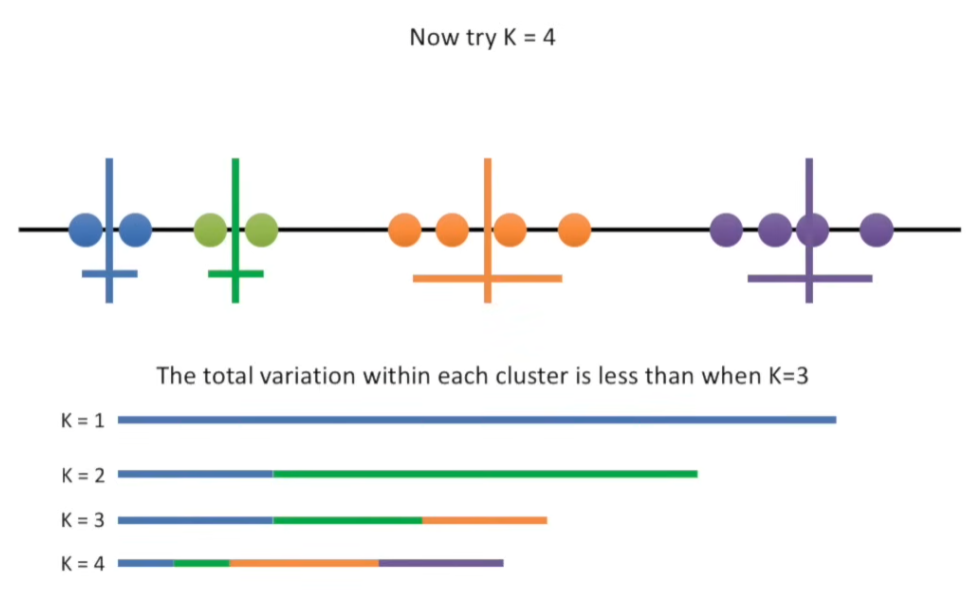 Now try K = 4
The total variation within each cluster is less than when K=3
K = 1
K = 2
K = 3
K = 4